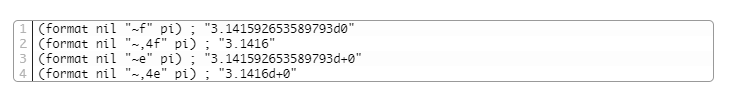 1 (format nil "~f" pi) ; "3.141592653589793d0"
2 (format nil "~,4f" pi) ; "3.1416"
3 (format nil "~e" pi) ; "3.141592653589793d+0"
4 (format nil "~,4e" pi) ; "3.1416d+0"